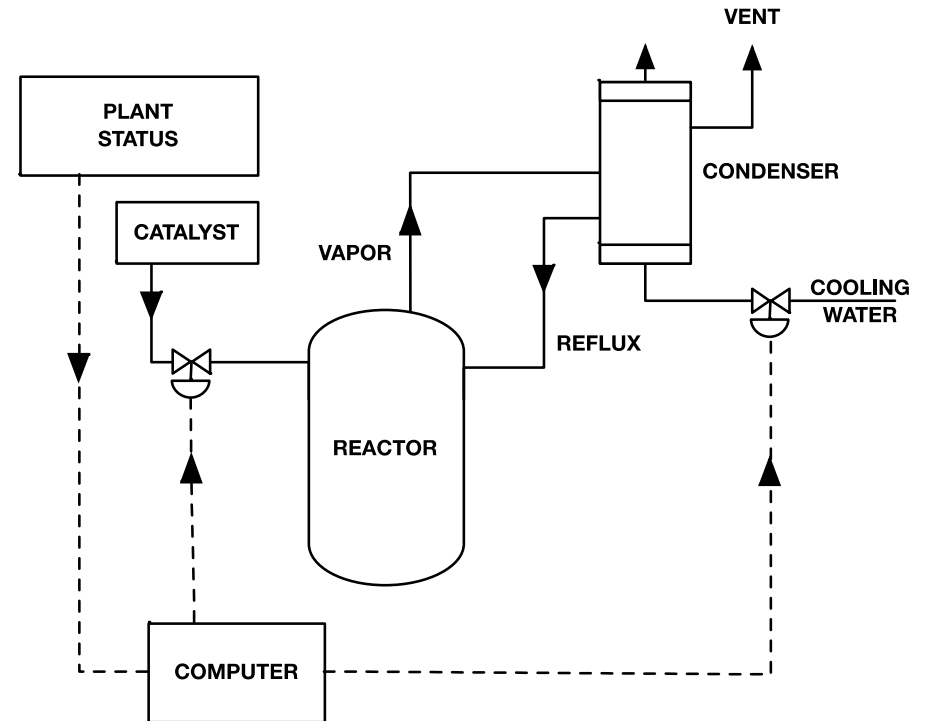 VENT
PLANT
STATUS
CONDENSER
CATALYST
VAPOR
COOLING
WATER
REFLUX
REACTOR
COMPUTER